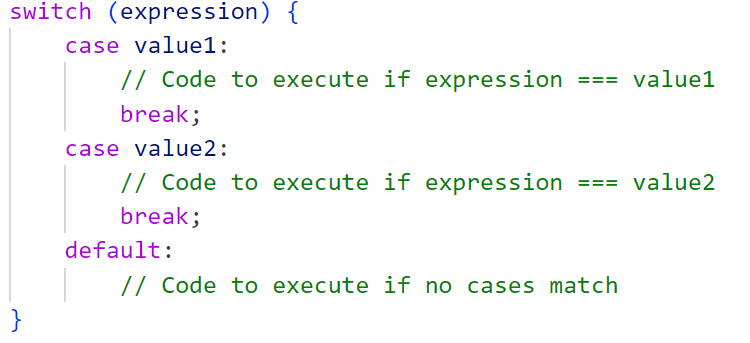 switch (expression) {
    case value1:
        // Code to execute if expression === value1
        break;
    case value2:
        // Code to execute if expression === value2
        break;
    default:
        // Code to execute if no cases match
}